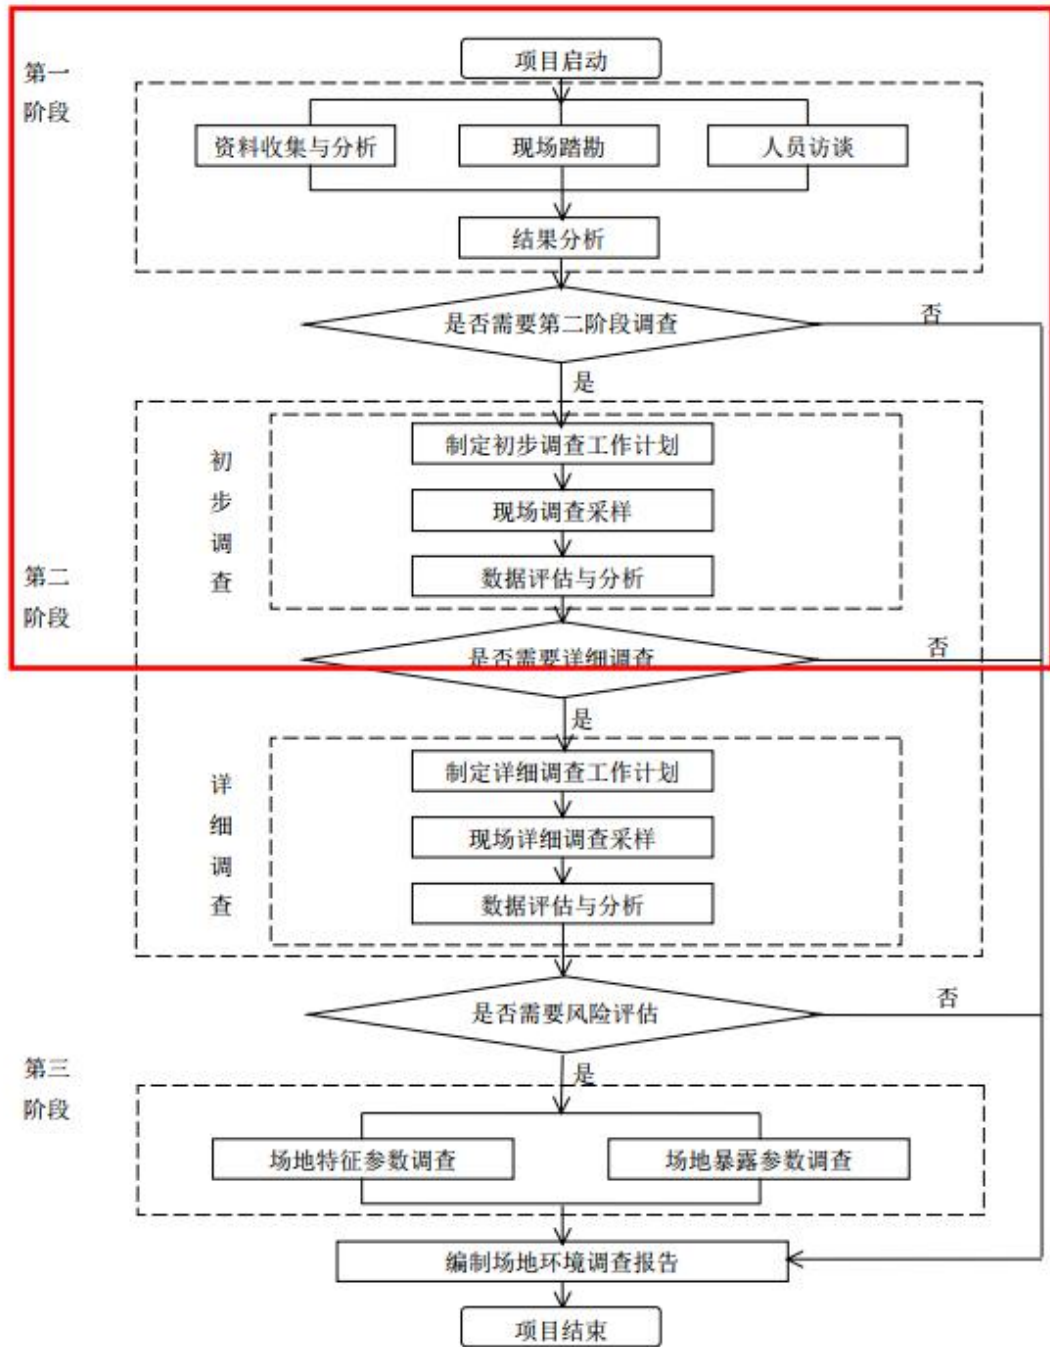 项目启动
第一
阶段
资料收集与分析
现场踏勘
人员访谈
结果分析
是否需要第二阶段调查
否
是
初
步
调
查
制定初步调查工作计划
现场调查采样
数据评估与分析
第二
阶段
是否需要详细调查
否
是
详
细
调
查
制定详细调查工作计划
现场详细调查采样
数据评估与分析
是否需要风险评估
否
是
第三
阶段
场地特征参数调查
场地暴露参数调查
编制场地环境调查报告
项目结束